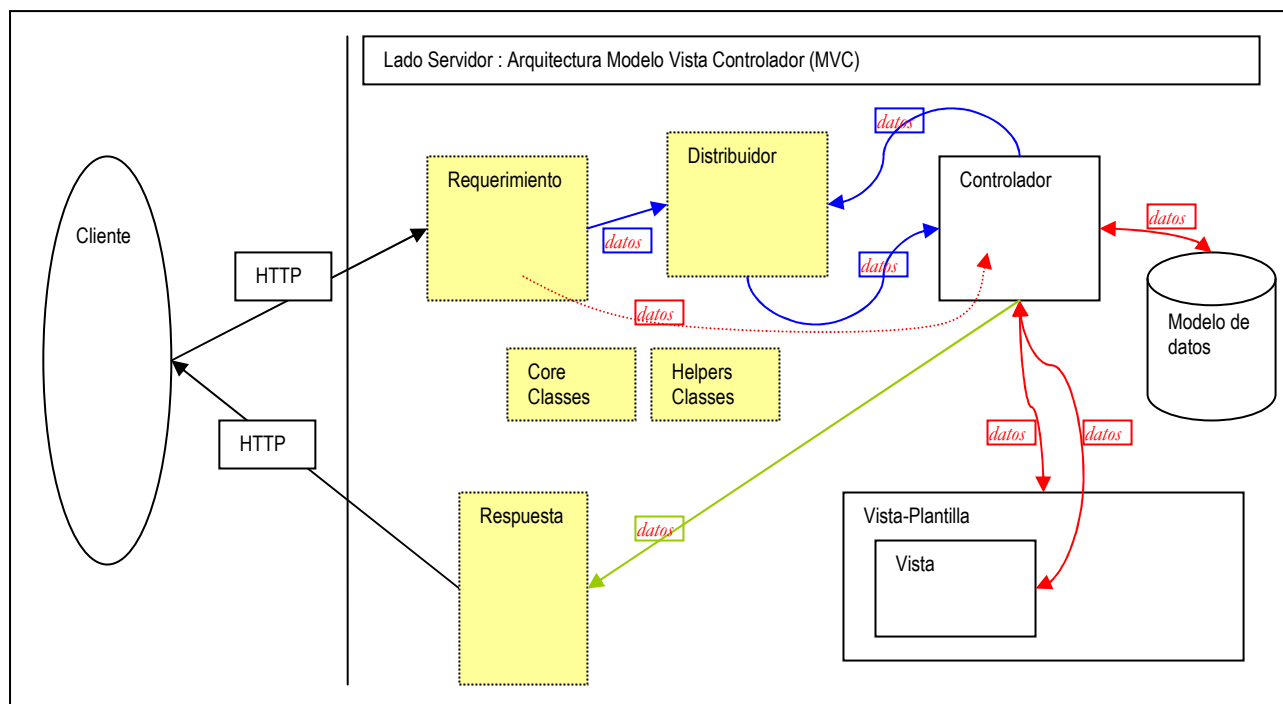 Lado Servidor : Arquitectura Modelo Vista Controlador (MVC)
datos
Distribuidor
Requerimiento
Controlador
datos
Cliente
datos
datos
HTTP
datos
Modelo de
datos
Core
Classes
Helpers
Classes
HTTP
datos
datos
Respuesta
Vista-Plantilla
datos
Vista